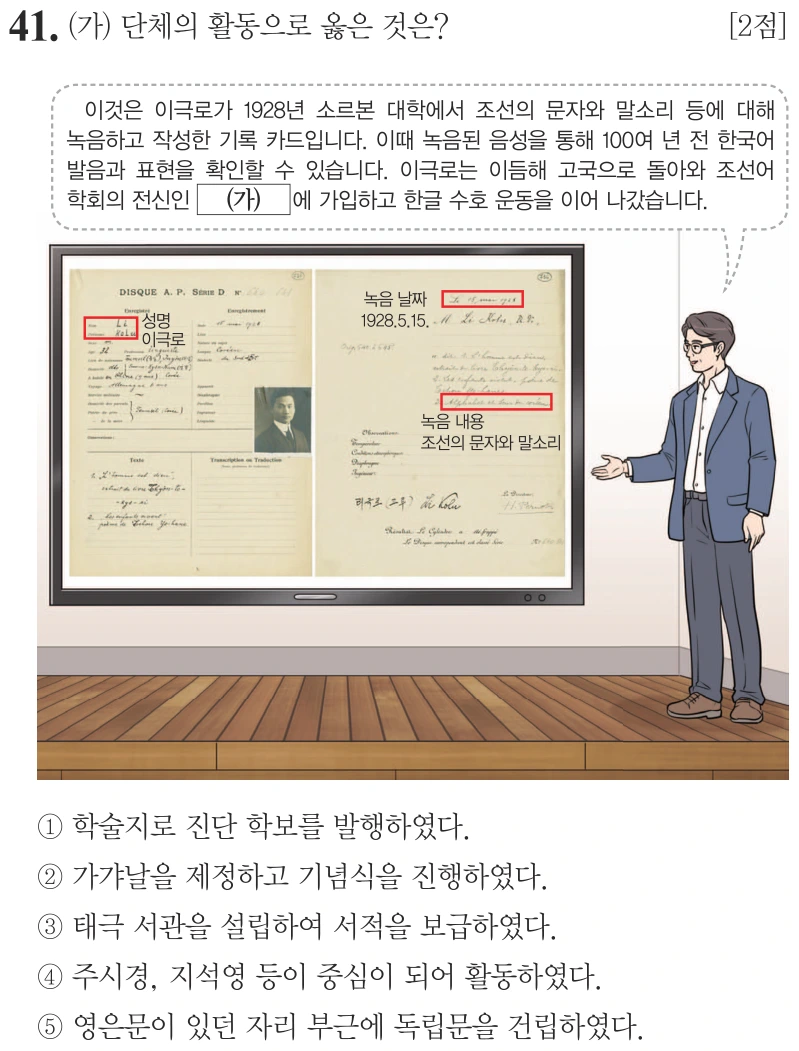 41. (가) 단체의 활동으로 옳은 것은? [2점]
이것은 이극로가 1928년 소르본 대학에서 조선의 문자와 말소리 등에 대해
녹음하고 작성한 기록 카드입니다. 이때 녹음된 음성을 통해 100여 년 전 한국어
발음과 표현을 확인할 수 있습니다. 이극로는 이듬해 고국으로 돌아와 조선어
학회의 전신인 (가) 에 가입하고 한글 수호 운동을 이어 나갔습니다.
DISQUE A. P. SÉRIE D N°
Enregistré
Enregistrement
성명
이극로
Texte
Transcription ou Traduction
녹음 날짜
1928.5.15.
녹음 내용
조선의 문자와 말소리
Observations
① 학술지로 진단 학보를 발행하였다.
② 가갸날을 제정하고 기념식을 진행하였다.
③ 태극 서관을 설립하여 서적을 보급하였다.
④ 주시경, 지석영 등이 중심이 되어 활동하였다.
⑤ 영은문이 있던 자리 부근에 독립문을 건립하였다.